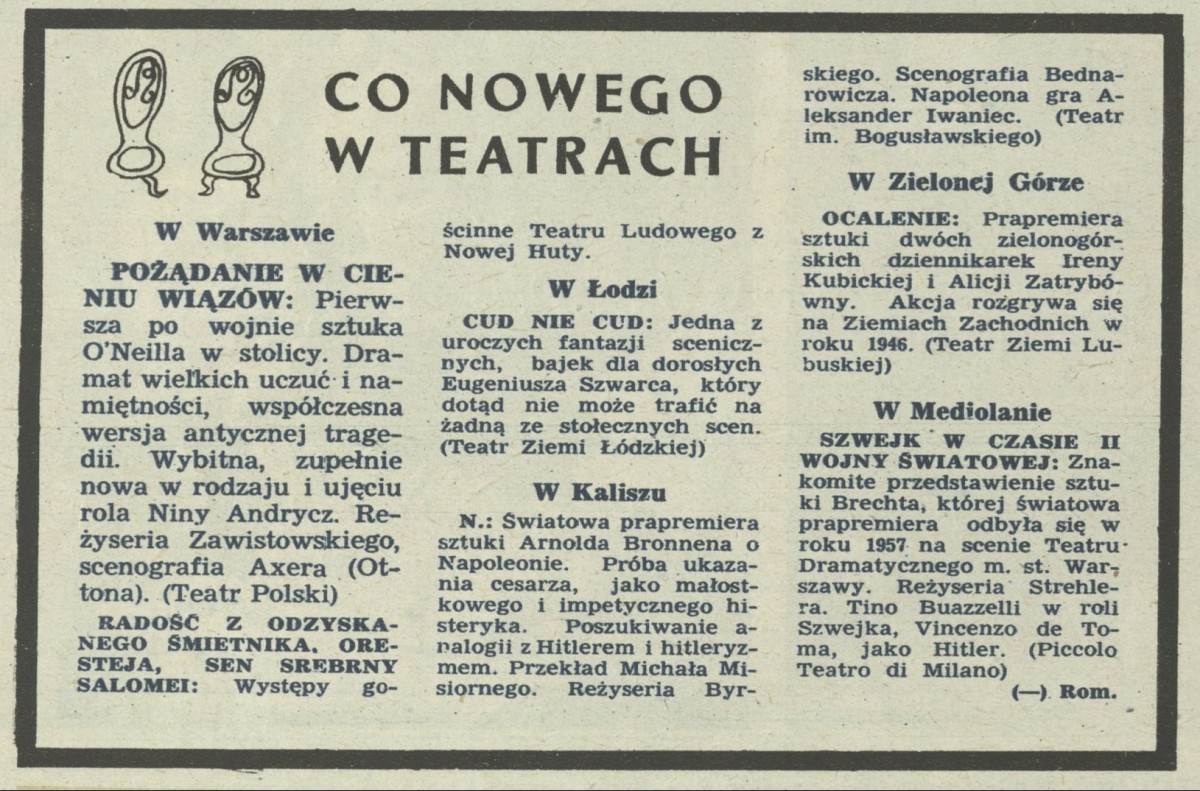 CO NOWEGO
W TEATRACH
W Warszawie
POŻĄDANIE W CIE-
NIU WIĄZÓW: Pierw-
sza po wojnie sztuka
O'Neilla w stolicy. Dra-
mat wielkich uczuć i na-
miętności, współczesna
wersja antycznej trage-
dii. Wybitna, zupełnie
nowa w rodzaju i ujęciu
rola Niny Andrycz. Re-
żyseria Zawistowskiego,
scenografia Axera (Ot-
tona). (Teatr Polski)
RADOŚĆ Z ODZYSKA-
NEGO ŚMIETNIKA. ORE-
STEJA, SEN SREBRNY
SALOMEI: Występy go-
ścinne Teatru Ludowego z
Nowej Huty.
W Łodzi
CUD NIE CUD: Jedna z
uroczych fantazji scenicz-
nych, bajek dla dorosłych
Eugeniusza Szwarca, który
dotąd nie może trafić na
żadną ze stołecznych scen.
(Teatr Ziemi Łódzkiej)
W Kaliszu
N.: Światowa prapremiera
sztuki Arnolda Bronnena o
Napoleonie. Próba ukaza-
nia cesarza, jako małost-
kowego i impetycznego hi-
steryka. Poszukiwanie a-
nalogii z Hitlerem i hitleryz-
mem. Przekład Michała Mi-
siornego. Reżyseria Byr-
skiego. Scenografia Bedna-
rowicza. Napoleona gra A-
leksander Iwaniec. (Teatr
im. Bogusławskiego)
W Zielonej Górze
OCALENIE: Prapremiera
sztuki dwóch zielonogór-
skich dziennikarek Ireny
Kubickiej i Alicji Zatrybó-
wny. Akcja rozgrywa się
na Ziemiach Zachodnich w
roku 1946. (Teatr Ziemi Lu-
buskiej)
W Mediolanie
SZWEJK W CZASIE II
WOJNY ŚWIATOWEJ: Zna-
komite przedstawienie sztu-
ki Brechta, której światowa
prapremiera odbyła się w
roku 1957 na scenie Teatru
Dramatycznego m. st. War-
szawy. Reżyseria Strehle-
ra. Tino Buazzelli w roli
Szwejka, Vincenzo de To-
ma, jako Hitler. (Piccolo
Teatro di Milano)
(—) Rom.